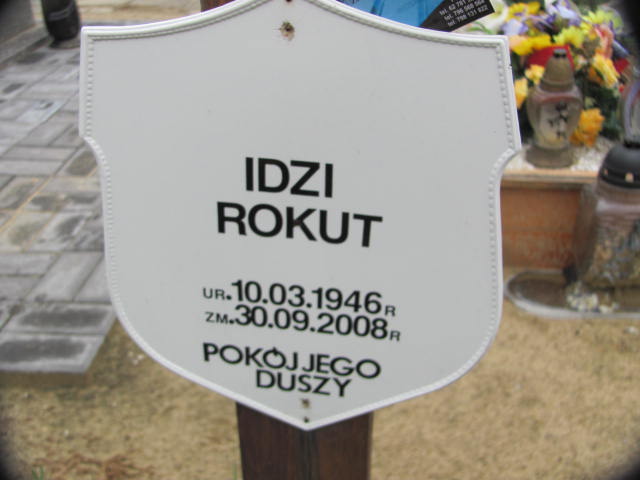 IDZI
ROKUT
UR.10.03.1946R
ZM.30.09.2008R
POKÓJ JEGO
DUSZY